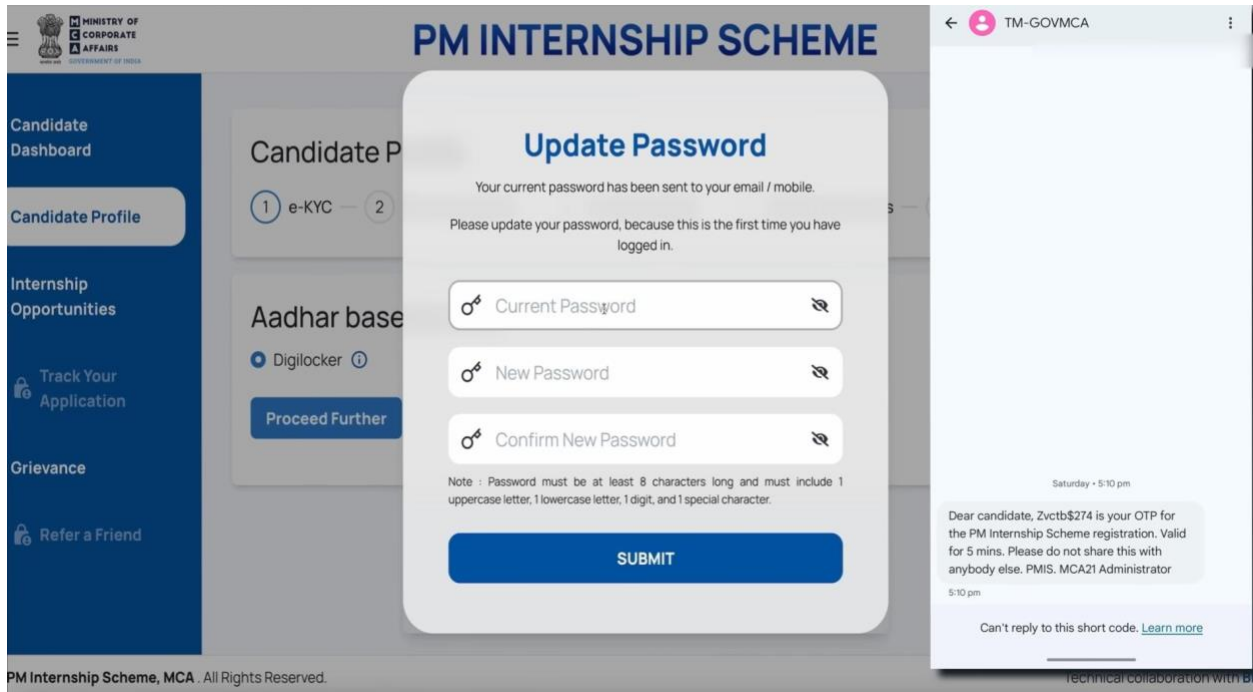 MINISTRY OF
CORPORATE
AFFAIRS
GOVERNMENT OF INDIA
PM INTERNSHIP SCHEME
Candidate
Dashboard
Candidate Profile
Internship
Opportunities
Track Your
Application
Grievance
Refer a Friend
Candidate P
1 e-KYC 2
s
Aadhar base
Digilocker
Proceed Further
Update Password
Your current password has been sent to your email / mobile.
Please update your password, because this is the first time you have
logged in.
Current Password
New Password
Confirm New Password
Note : Password must be at least 8 characters long and must include 1
uppercase letter, 1 lowercase letter, 1 digit, and 1 special character.
SUBMIT
PM Internship Scheme, MCA . All Rights Reserved.
Technical collaboration with B
TM-GOVMCA
Saturday • 5:10 pm
Dear candidate, Zvctb$274 is your OTP for
the PM Internship Scheme registration. Valid
for 5 mins. Please do not share this with
anybody else. PMIS. MCA21 Administrator
5:10 pm
Can't reply to this short code. Learn more